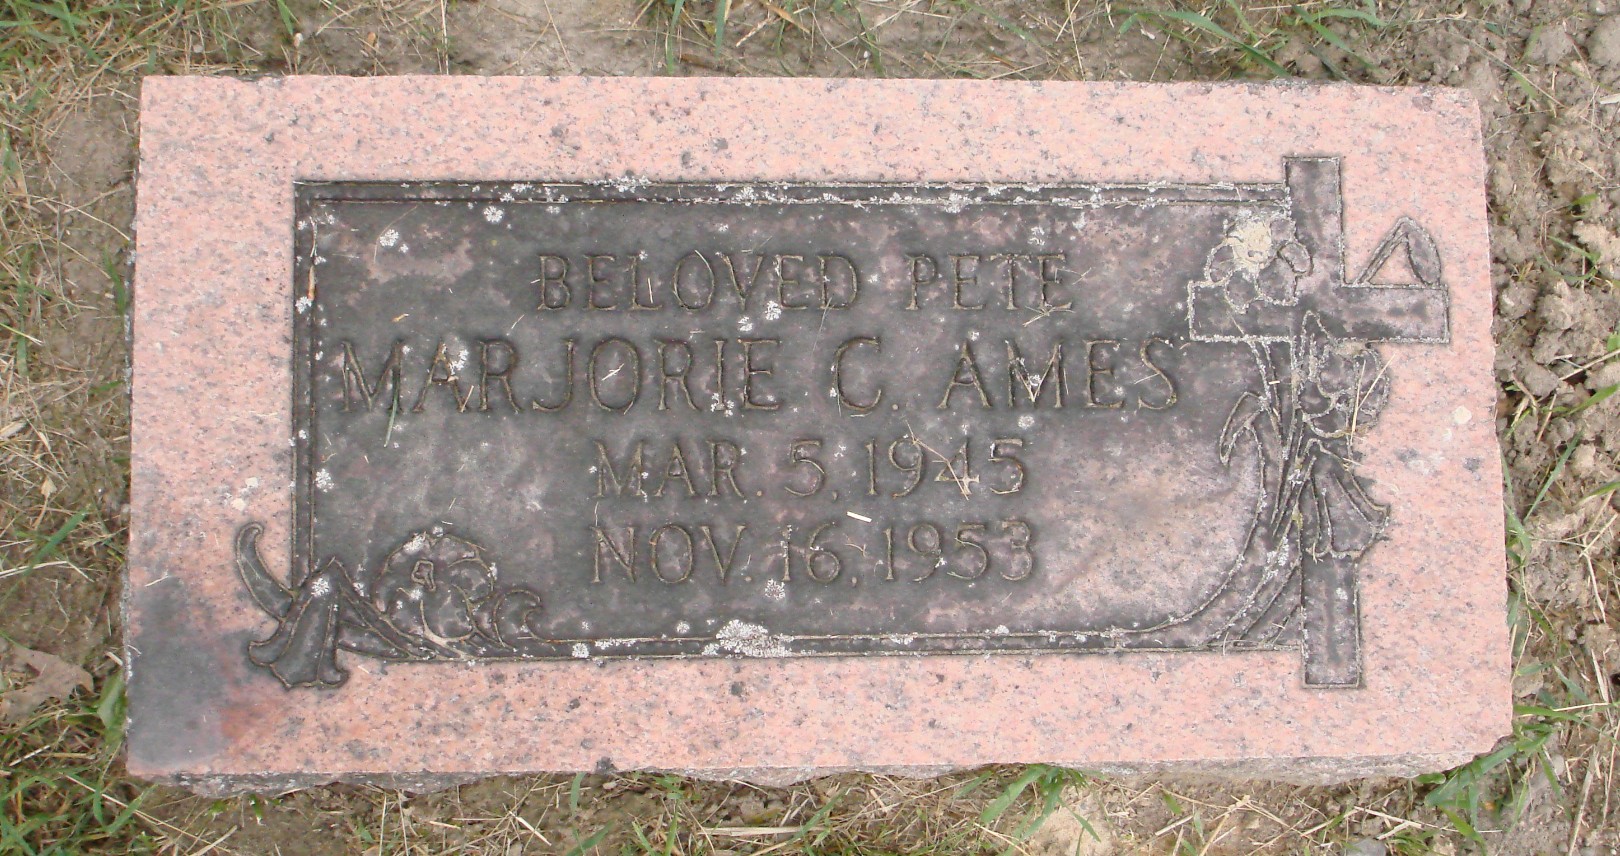 BELOVED PETE
MARJORIE C. AMES
MAR. 5, 1945
NOV. 16, 1953